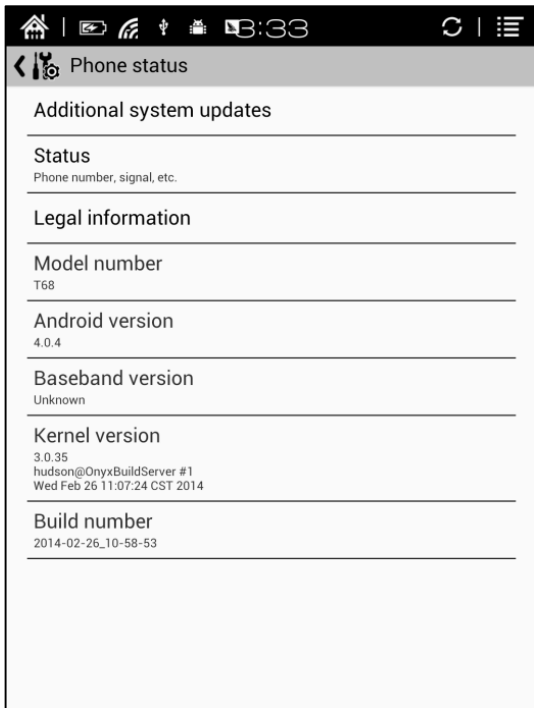 3:33
Phone status
Additional system updates
Status
Phone number, signal, etc.
Legal information
Model number
T68
Android version
4.0.4
Baseband version
Unknown
Kernel version
3.0.35
hudson@OnyxBuildServer #1
Wed Feb 26 11:07:24 CST 2014
Build number
2014-02-26_10-58-53